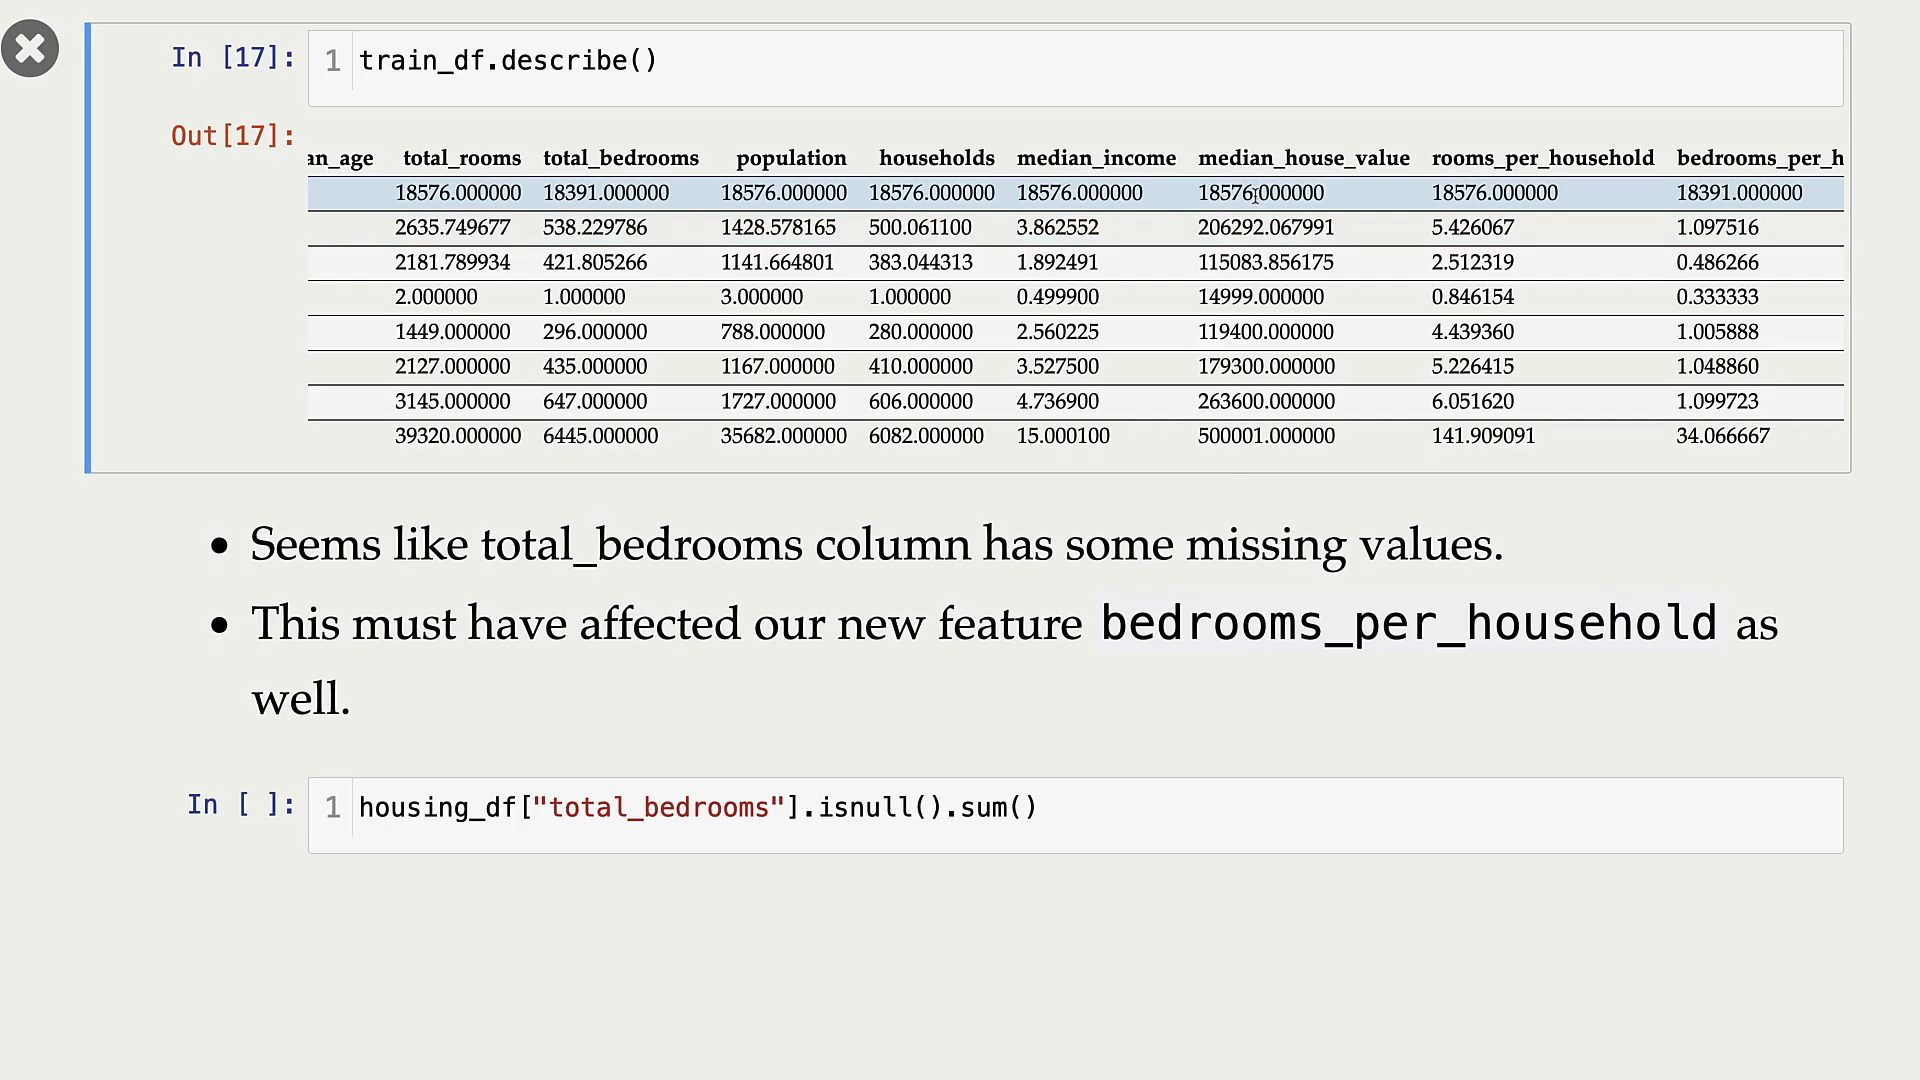 In [17]: 1 train_df.describe()
Out[17]:
an_age total_rooms total_bedrooms population households median_income median_house_value rooms_per_household bedrooms_per_h
18576.000000 18391.000000 18576.000000 18576.000000 18576.000000 18576.000000 18576.000000 18391.000000
2635.749677 538.229786 1428.578165 500.061100 3.862552 206292.067991 5.426067 1.097516
2181.789934 421.805266 1141.664801 383.044313 1.892491 115083.856175 2.512319 0.486266
2.000000 1.000000 3.000000 1.000000 0.499900 14999.000000 0.846154 0.333333
1449.000000 296.000000 788.000000 280.000000 2.560225 119400.000000 4.439360 1.005888
2127.000000 435.000000 1167.000000 410.000000 3.527500 179300.000000 5.226415 1.048860
3145.000000 647.000000 1727.000000 606.000000 4.736900 263600.000000 6.051620 1.099723
39320.000000 6445.000000 35682.000000 6082.000000 15.000100 500001.000000 141.909091 34.066667
• Seems like total_bedrooms column has some missing values.
• This must have affected our new feature bedrooms_per_household as
well.
In [ ]: 1 housing_df["total_bedrooms"].isnull().sum()